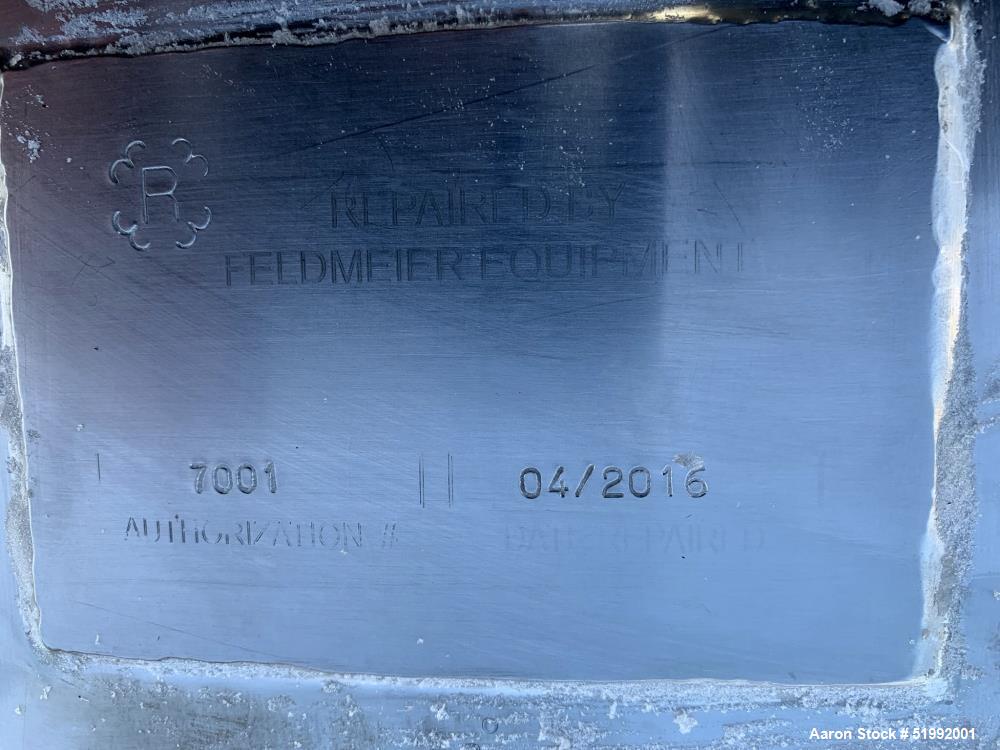 R
REPAIRED BY
FELDMEIER EQUIPMENT
7001 04/2016
AUTHORIZATION # DATE REPAIRED
Aaron Stock # 51992001